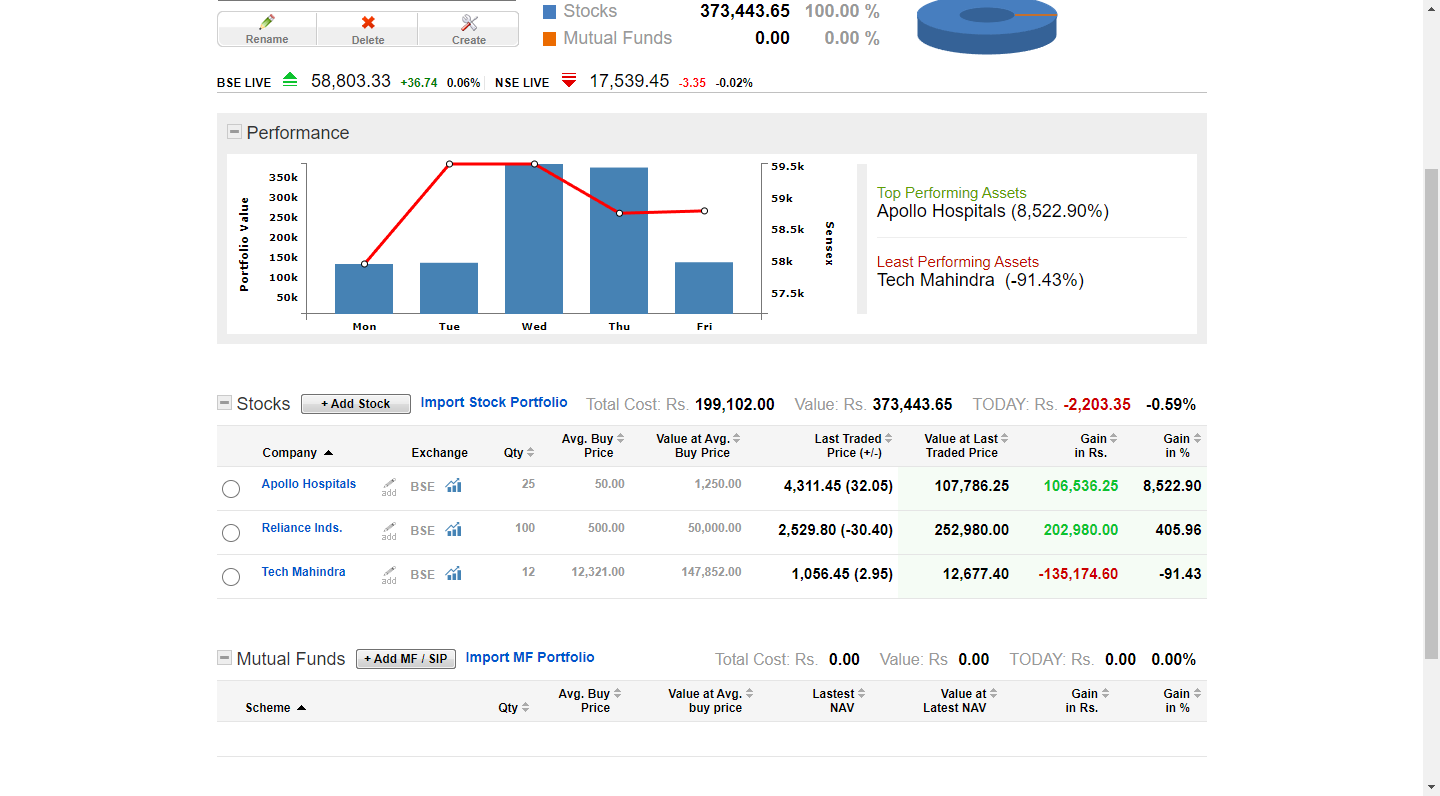 Stocks 373,443.65 100.00 %
Mutual Funds 0.00 0.00 %
Rename Delete Create
BSE LIVE 58,803.33 +36.74 0.06% NSE LIVE 17,539.45 -3.35 -0.02%
Performance
Portfolio Value
350k
300k
250k
200k
150k
100k
50k
Mon Tue Wed Thu Fri
59.5k
59k
58.5k
58k
57.5k
Sensex
Top Performing Assets
Apollo Hospitals (8,522.90%)
Least Performing Assets
Tech Mahindra (-91.43%)
Stocks + Add Stock Import Stock Portfolio Total Cost: Rs. 199,102.00 Value: Rs. 373,443.65 TODAY: Rs. -2,203.35 -0.59%
Company Exchange Qty Avg. Buy Price Value at Avg. Buy Price Last Traded Price (+/-) Value at Last Traded Price Gain in Rs. Gain in %
Apollo Hospitals add BSE 25 50.00 1,250.00 4,311.45 (32.05) 107,786.25 106,536.25 8,522.90
Reliance Inds. add BSE 100 500.00 50,000.00 2,529.80 (-30.40) 252,980.00 202,980.00 405.96
Tech Mahindra add BSE 12 12,321.00 147,852.00 1,056.45 (2.95) 12,677.40 -135,174.60 -91.43
Mutual Funds + Add MF / SIP Import MF Portfolio Total Cost: Rs. 0.00 Value: Rs 0.00 TODAY: Rs. 0.00 0.00%
Scheme Qty Avg. Buy Price Value at Avg. buy price Lastest NAV Value at Latest NAV Gain in Rs. Gain in %